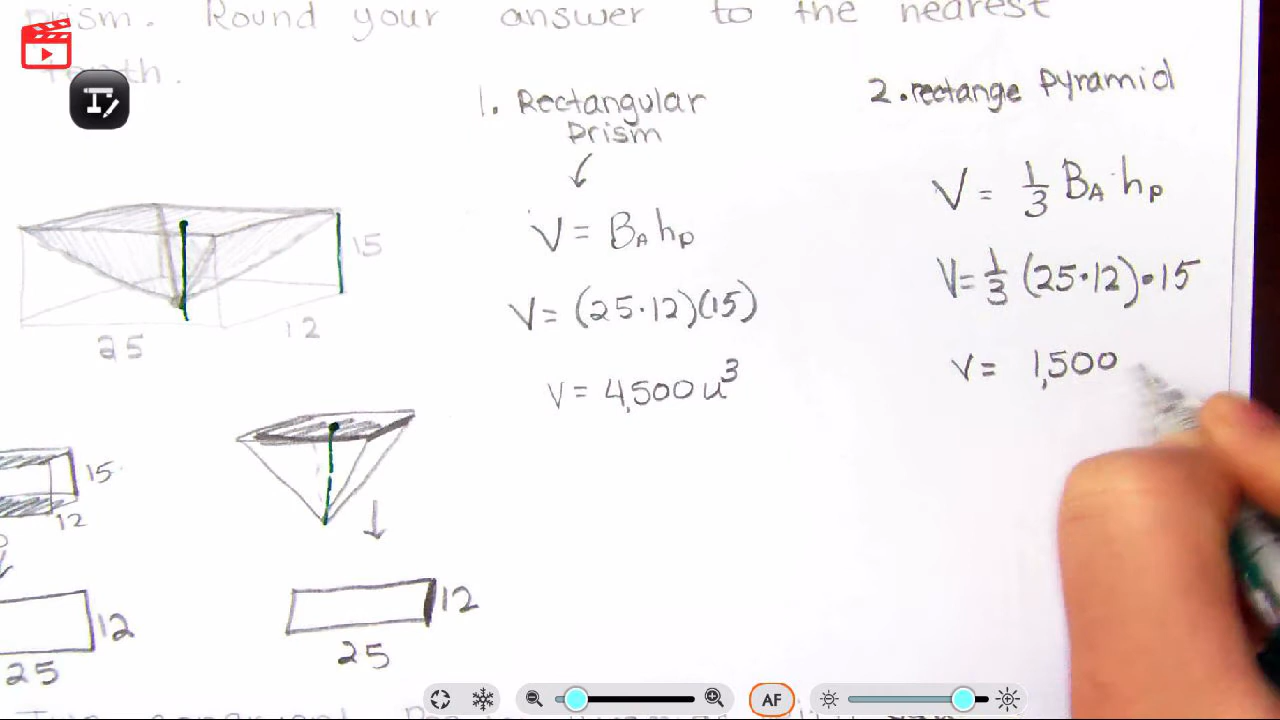 prism. Round your answer to the nearest
tenth.
1. Rectangular
prism
2. rectange pyramid
V = B_A h_p
V = (25·12)(15)
V = 4,500 u³
V = 1/3 B_A · h_p
V = 1/3 (25·12)·15
V = 1,500
15
12
25
15
12
12
25
12
25
AF